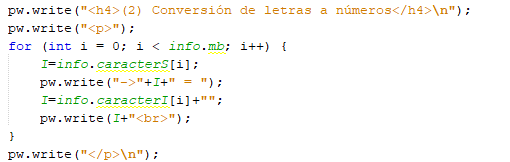 pw.write("<h4>(2) Conversión de letras a números</h4>\n");
pw.write("<p>");
for (int i = 0; i < info.mb; i++) {
    I=info.caracterS[i];
    pw.write("->"+I+" = ");
    I=info.caracterI[i]+"";
    pw.write(I+"<br>");
}
pw.write("</p>\n");